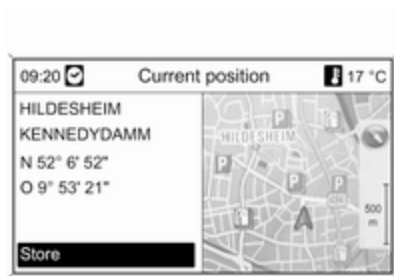 09:20 Current position 17 °C
HILDESHEIM
KENNEDYDAMM
N 52° 6' 52"
O 9° 53' 21"
Store
HILDESHEIM
P
P
P
P
500
m